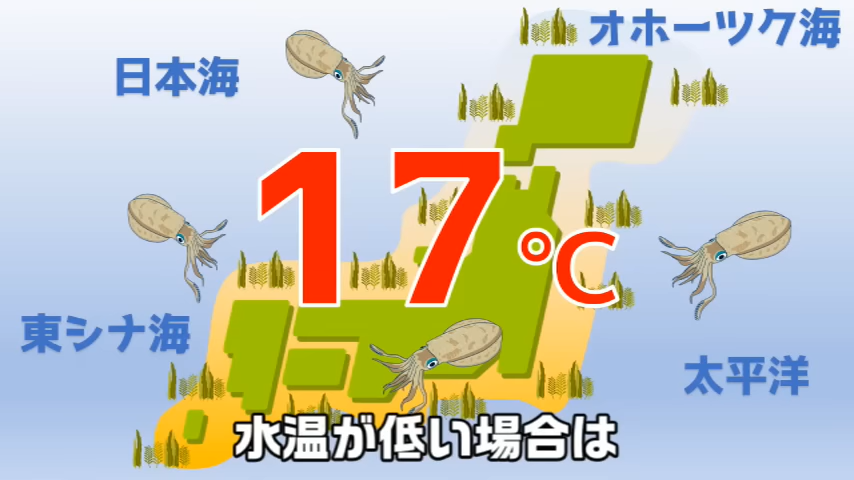 オホーツク海
日本海
17℃
東シナ海
太平洋
水温が低い場合は